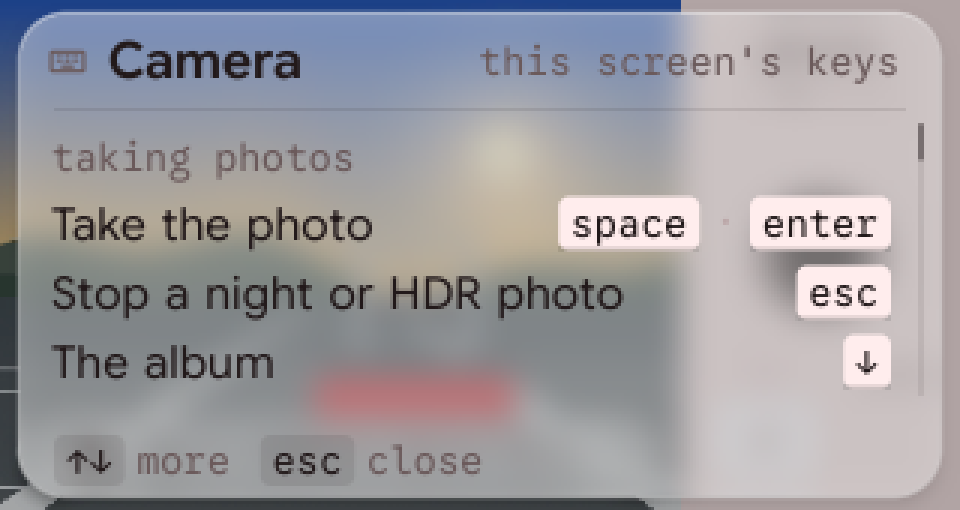 Camera this screen's keys
taking photos
Take the photo space · enter
Stop a night or HDR photo esc
The album ↓
↑↓ more esc close